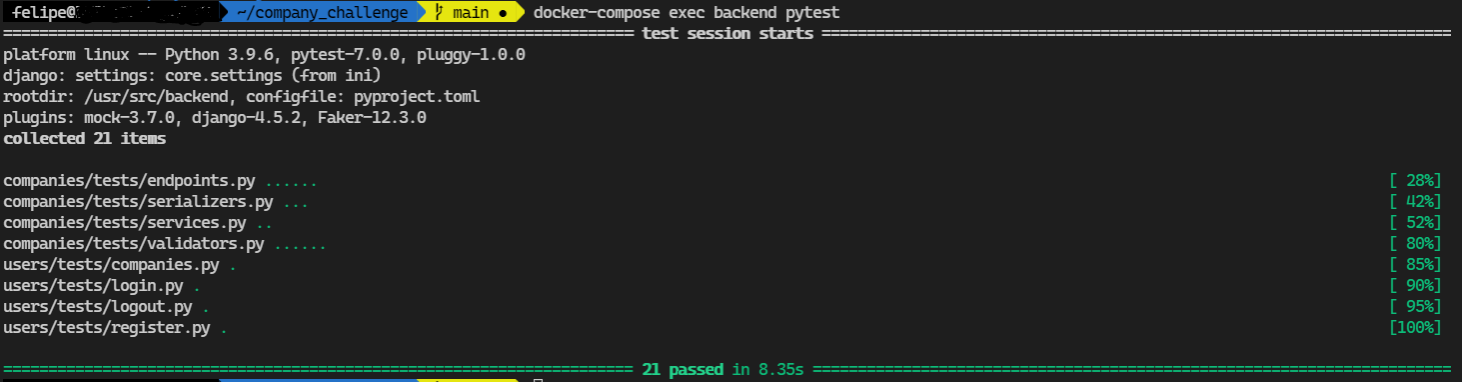 felipe@ ~/company_challenge main ● docker-compose exec backend pytest
============================= test session starts =============================
platform linux -- Python 3.9.6, pytest-7.0.0, pluggy-1.0.0
django: settings: core.settings (from ini)
rootdir: /usr/src/backend, configfile: pyproject.toml
plugins: mock-3.7.0, django-4.5.2, Faker-12.3.0
collected 21 items
companies/tests/endpoints.py ...... [ 28%]
companies/tests/serializers.py ... [ 42%]
companies/tests/services.py .. [ 52%]
companies/tests/validators.py ...... [ 80%]
users/tests/companies.py . [ 85%]
users/tests/login.py . [ 90%]
users/tests/logout.py . [ 95%]
users/tests/register.py . [100%]
============================= 21 passed in 8.35s =============================